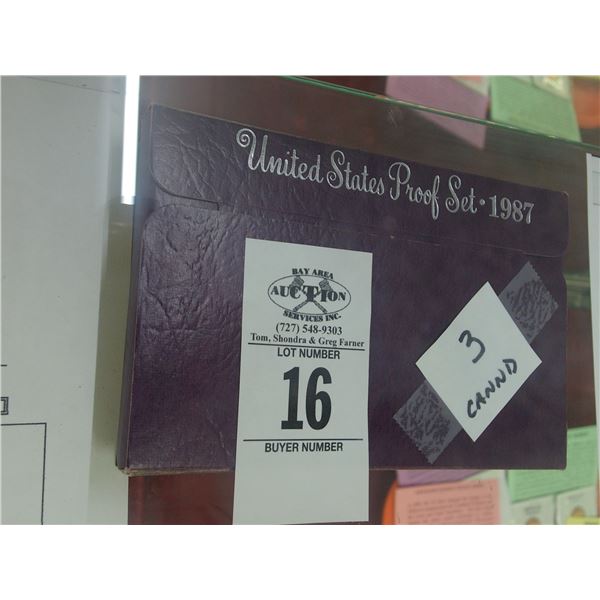 United States Proof Set · 1987
BAY AREA
AUCTION
SERVICES INC.
(727) 548-9303
Tom, Shondra & Greg Farner
LOT NUMBER
16
BUYER NUMBER
3
CANND